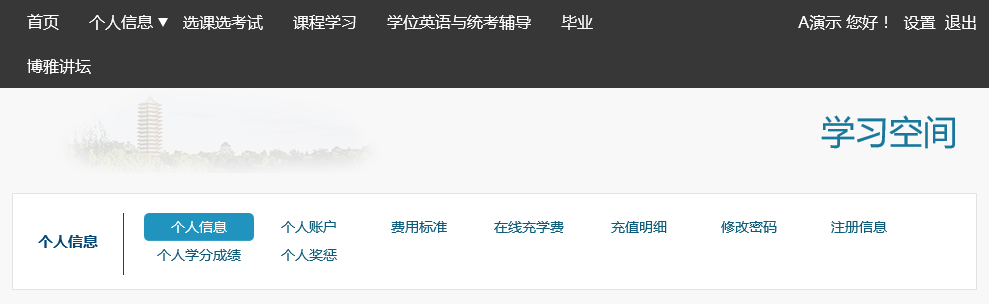 首页 个人信息▼ 选课选考试 课程学习 学位英语与统考辅导 毕业 A演示 您好！ 设置 退出
博雅讲坛
学习空间
个人信息 个人账户 费用标准 在线充学费 充值明细 修改密码 注册信息
个人信息
个人学分成绩 个人奖惩